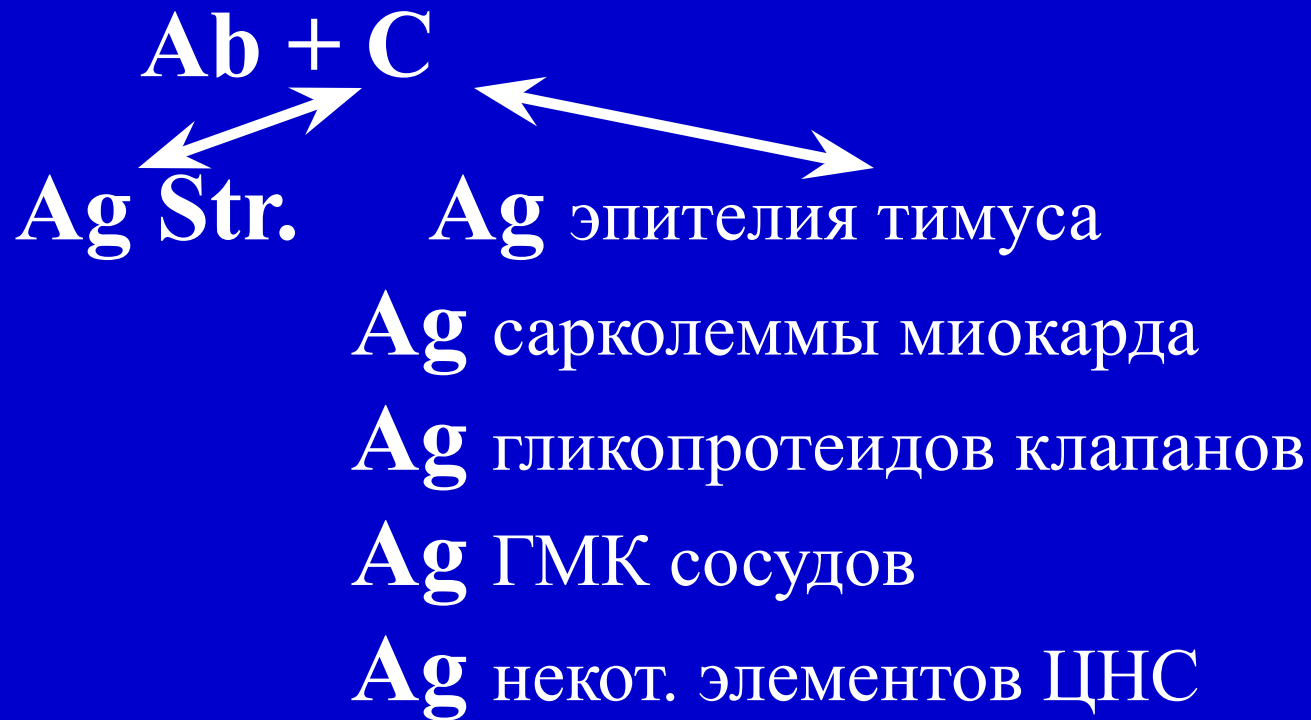 Ab + C
Ag Str. Ag эпителия тимуса
Ag сарколеммы миокарда
Ag гликопротеидов клапанов
Ag ГМК сосудов
Ag некот. элементов ЦНС